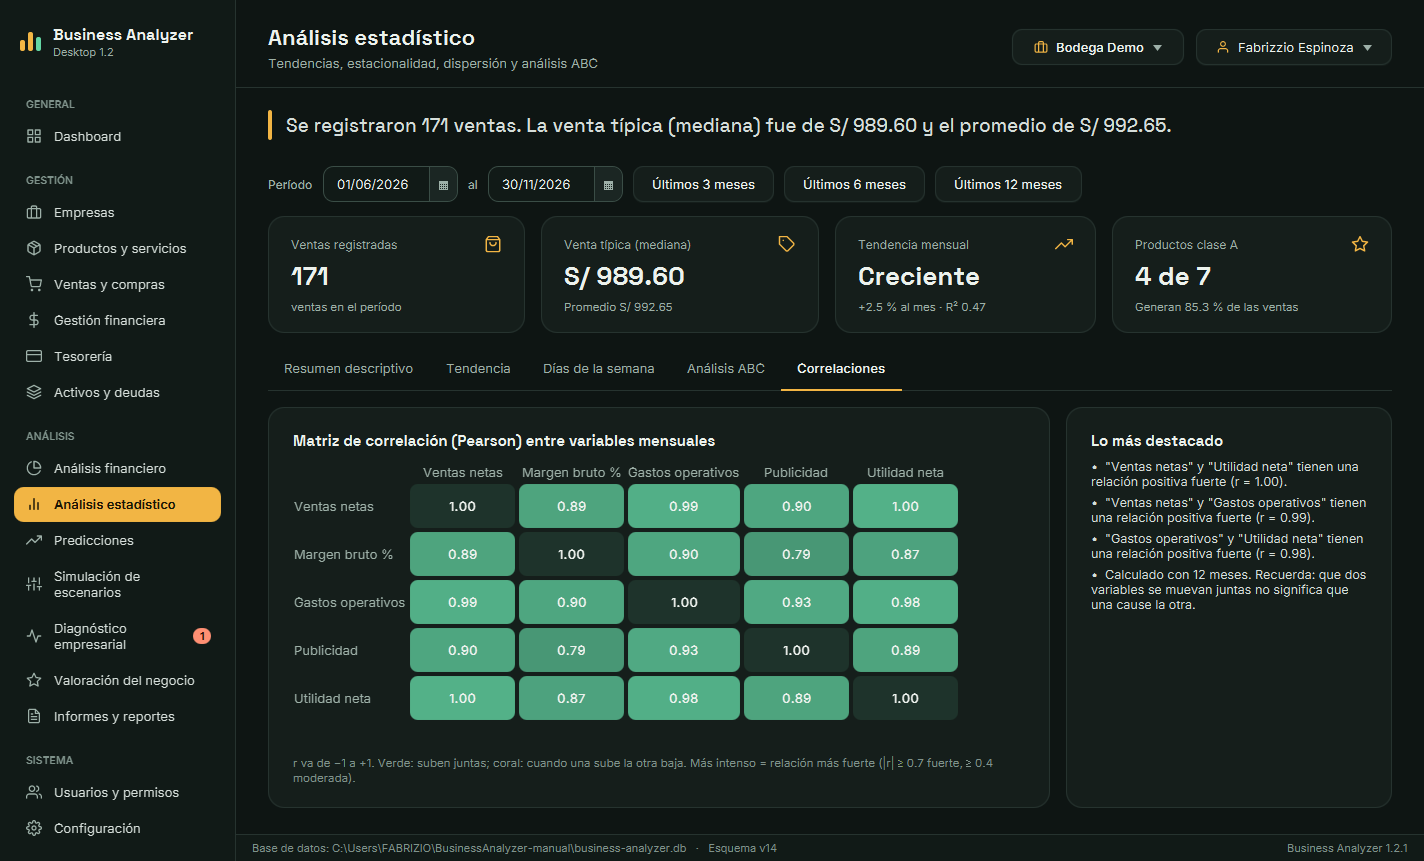 Business Analyzer
Desktop 1.2
GENERAL
Dashboard
GESTIÓN
Empresas
Productos y servicios
Ventas y compras
Gestión financiera
Tesorería
Activos y deudas
ANÁLISIS
Análisis financiero
Análisis estadístico
Predicciones
Simulación de
escenarios
Diagnóstico
empresarial
1
Valoración del negocio
Informes y reportes
SISTEMA
Usuarios y permisos
Configuración
Análisis estadístico
Tendencias, estacionalidad, dispersión y análisis ABC
Bodega Demo
Fabrizzio Espinoza
Se registraron 171 ventas. La venta típica (mediana) fue de S/ 989.60 y el promedio de S/ 992.65.
Período 01/06/2026 al 30/11/2026 Últimos 3 meses Últimos 6 meses Últimos 12 meses
Ventas registradas
171
ventas en el período
Venta típica (mediana)
S/ 989.60
Promedio S/ 992.65
Tendencia mensual
Creciente
+2.5 % al mes · R² 0.47
Productos clase A
4 de 7
Generan 85.3 % de las ventas
Resumen descriptivo Tendencia Días de la semana Análisis ABC Correlaciones
Matriz de correlación (Pearson) entre variables mensuales
Ventas netas Margen bruto % Gastos operativos Publicidad Utilidad neta
Ventas netas 1.00 0.89 0.99 0.90 1.00
Margen bruto % 0.89 1.00 0.90 0.79 0.87
Gastos operativos 0.99 0.90 1.00 0.93 0.98
Publicidad 0.90 0.79 0.93 1.00 0.89
Utilidad neta 1.00 0.87 0.98 0.89 1.00
r va de −1 a +1. Verde: suben juntas; coral: cuando una sube la otra baja. Más intenso = relación más fuerte (|r| ≥ 0.7 fuerte, ≥ 0.4
moderada).
Lo más destacado
• "Ventas netas" y "Utilidad neta" tienen una
relación positiva fuerte (r = 1.00).
• "Ventas netas" y "Gastos operativos" tienen
una relación positiva fuerte (r = 0.99).
• "Gastos operativos" y "Utilidad neta" tienen
una relación positiva fuerte (r = 0.98).
• Calculado con 12 meses. Recuerda: que dos
variables se muevan juntas no significa que
una cause la otra.
Base de datos: C:\Users\FABRIZIO\BusinessAnalyzer-manual\business-analyzer.db · Esquema v14
Business Analyzer 1.2.1